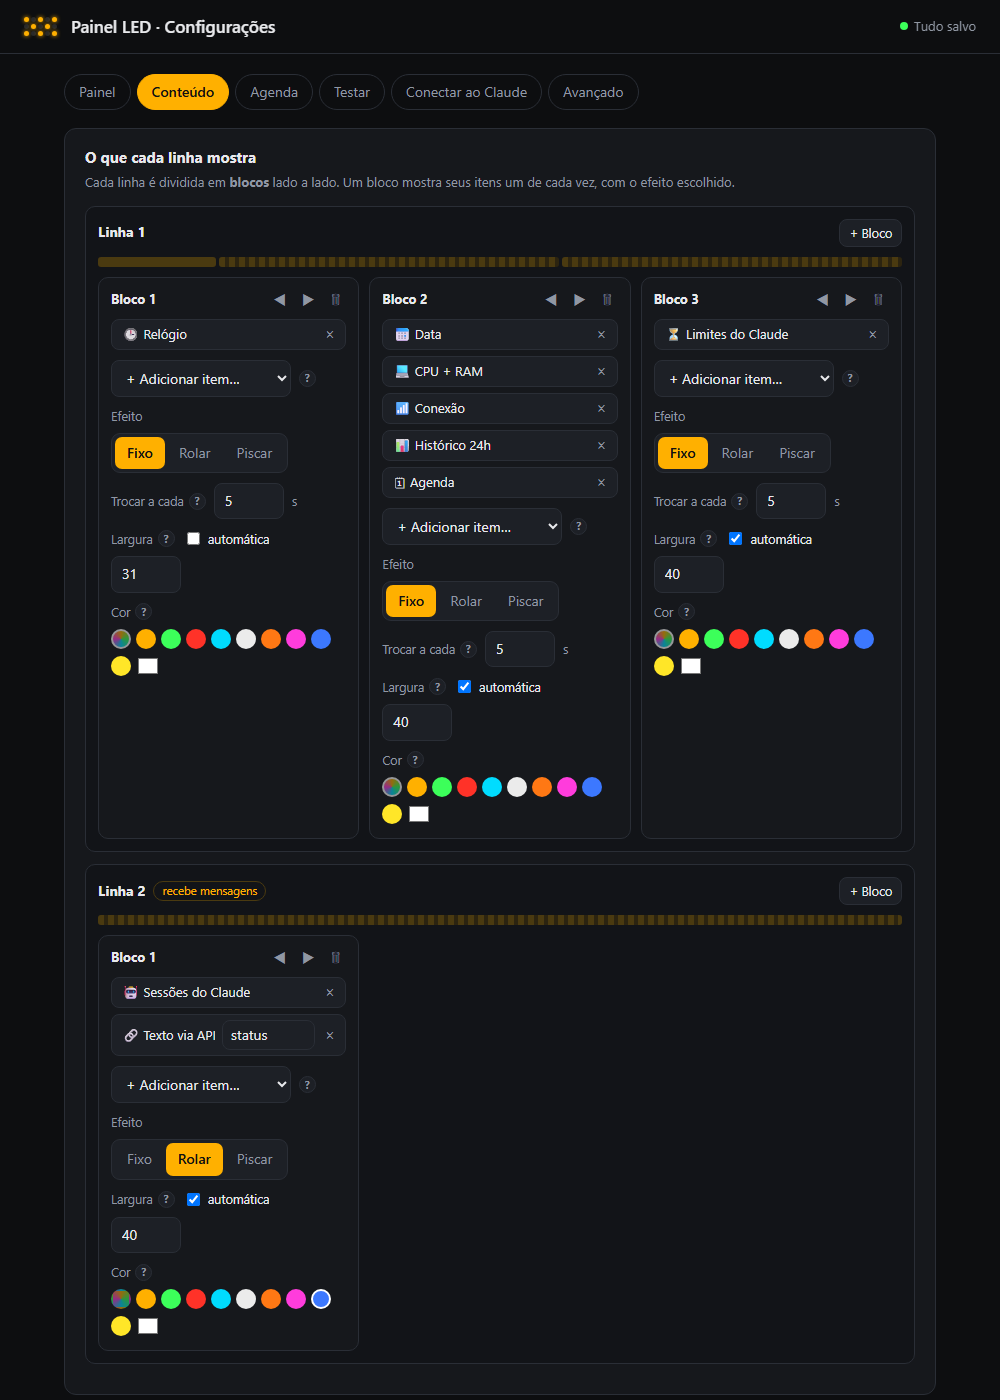 Painel LED · Configurações
Tudo salvo
Painel
Conteúdo
Agenda
Testar
Conectar ao Claude
Avançado
O que cada linha mostra
Cada linha é dividida em blocos lado a lado. Um bloco mostra seus itens um de cada vez, com o efeito escolhido.
Linha 1
+ Bloco
Bloco 1
Relógio ×
+ Adicionar item... ?
Efeito
Fixo Rolar Piscar
Trocar a cada ? 5 s
Largura ? automática
31
Cor ?
Bloco 2
Data ×
CPU + RAM ×
Conexão ×
Histórico 24h ×
Agenda ×
+ Adicionar item... ?
Efeito
Fixo Rolar Piscar
Trocar a cada ? 5 s
Largura ? automática
40
Cor ?
Bloco 3
Limites do Claude ×
+ Adicionar item... ?
Efeito
Fixo Rolar Piscar
Trocar a cada ? 5 s
Largura ? automática
40
Cor ?
Linha 2 recebe mensagens
+ Bloco
Bloco 1
Sessões do Claude ×
Texto via API status ×
+ Adicionar item... ?
Efeito
Fixo Rolar Piscar
Largura ? automática
40
Cor ?